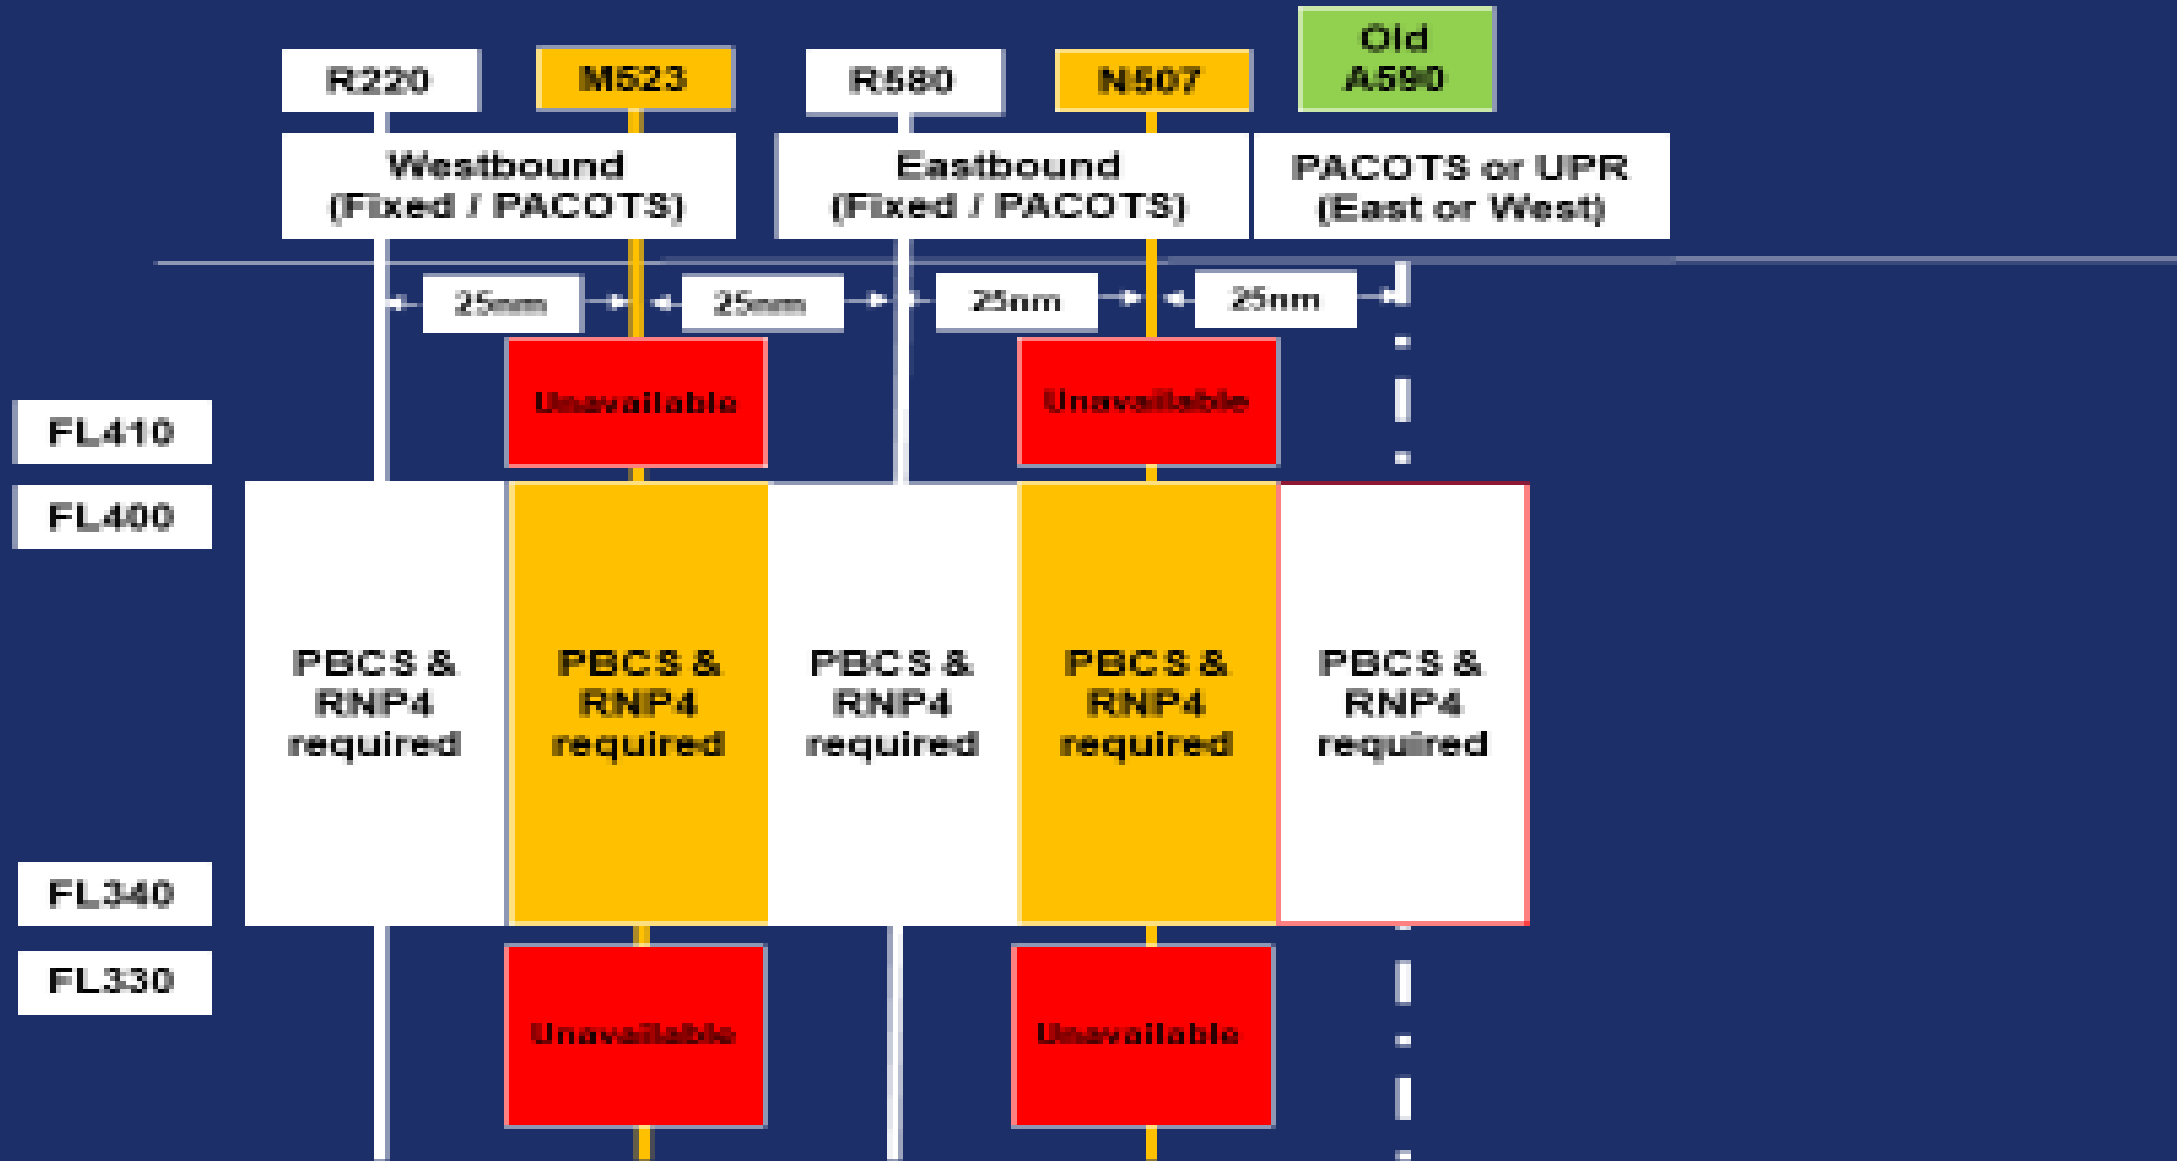 Old
A590
R220
M523
R580
N507
Westbound
(Fixed / PACOTS)
Eastbound
(Fixed / PACOTS)
PACOTS or UPR
(East or West)
25nm
25nm
25nm
25nm
Unavailable
Unavailable
FL410
FL400
PBCS &
RNP4
required
PBCS &
RNP4
required
PBCS &
RNP4
required
PBCS &
RNP4
required
PBCS &
RNP4
required
FL340
FL330
Unavailable
Unavailable